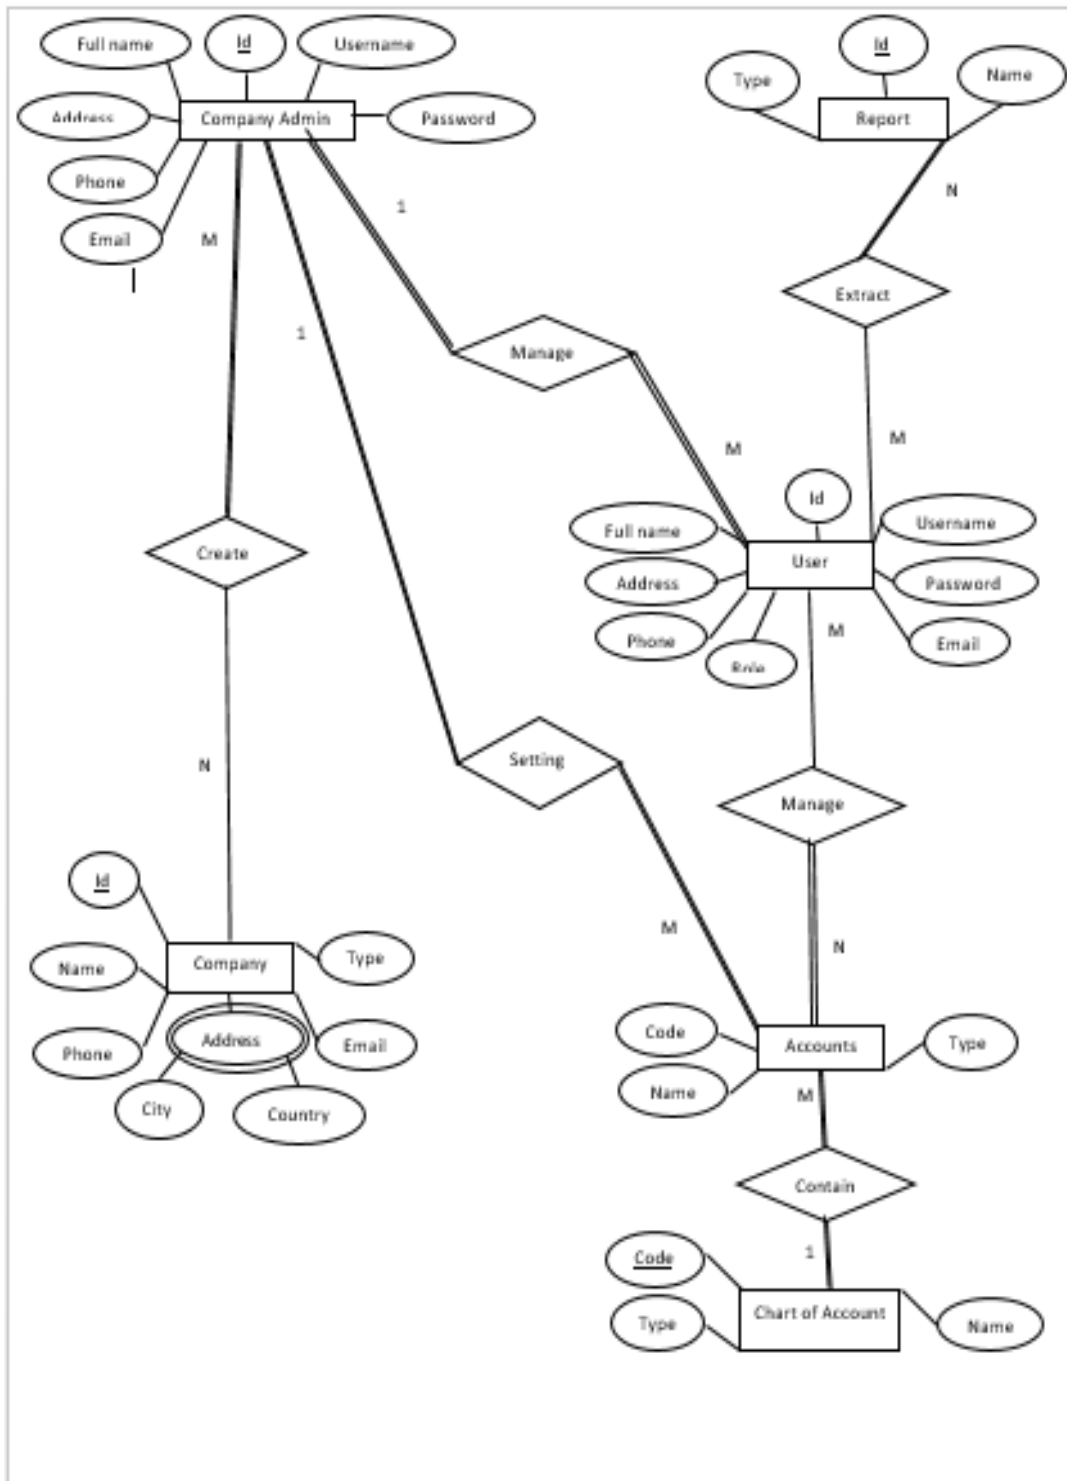 Full name
Id
Username
Address
Company Admin
Password
Phone
Email
M
1
1
Id
Type
Name
Report
N
Extract
Manage
M
M
Id
Full name
Username
User
Address
Password
Phone
Role
Email
M
Create
N
Setting
Manage
M
N
Id
Name
Company
Type
Phone
Address
Email
City
Country
Code
Accounts
Type
Name
M
Contain
1
Code
Chart of Account
Type
Name